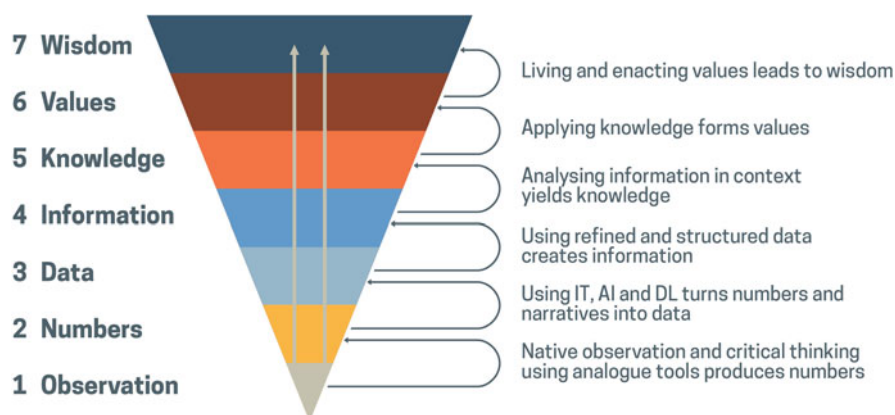 7 Wisdom
6 Values
5 Knowledge
4 Information
3 Data
2 Numbers
1 Observation
Living and enacting values leads to wisdom
Applying knowledge forms values
Analysing information in context
yields knowledge
Using refined and structured data
creates information
Using IT, AI and DL turns numbers and
narratives into data
Native observation and critical thinking
using analogue tools produces numbers